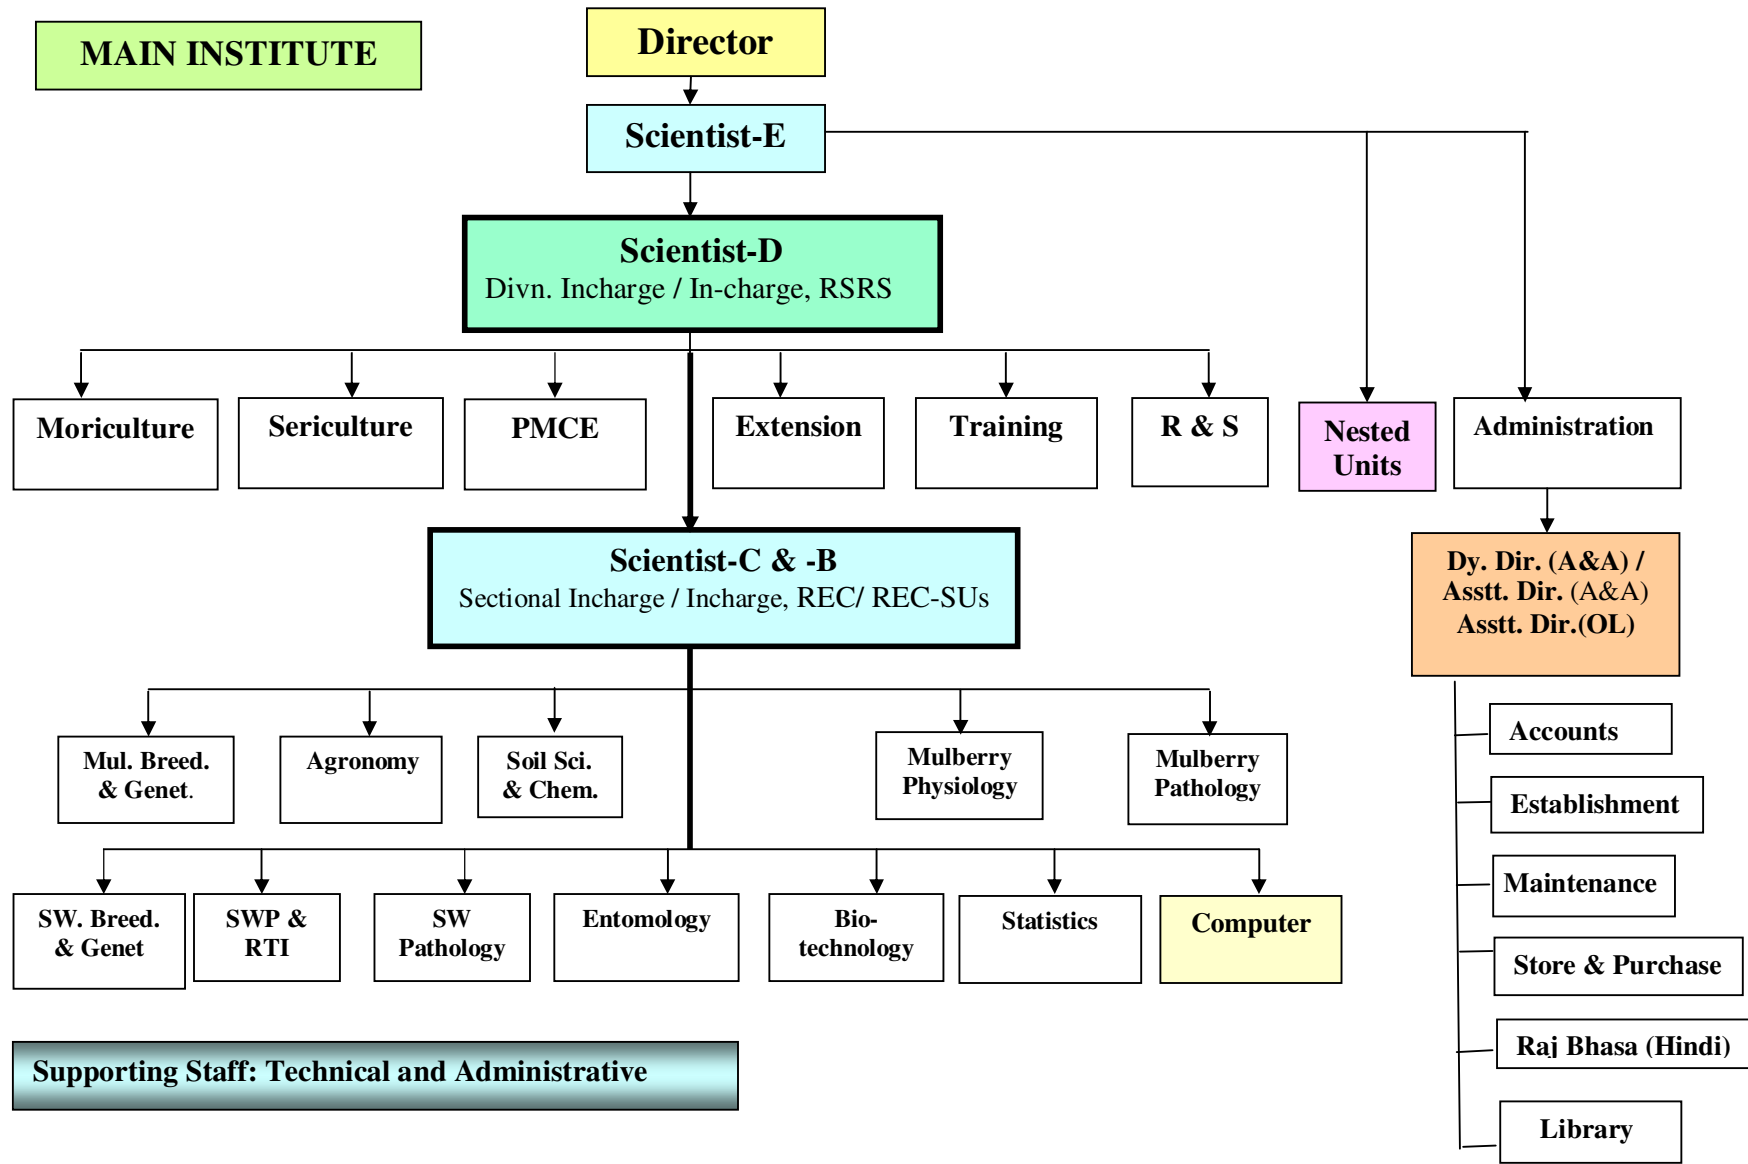 MAIN INSTITUTE
Director
Scientist-E
Scientist-D
Divn. Incharge / In-charge, RSRS
Moriculture
Sericulture
PMCE
Extension
Training
R & S
Nested
Units
Administration
Scientist-C & -B
Sectional Incharge / Incharge, REC/ REC-SUs
Dy. Dir. (A&A) /
Asstt. Dir. (A&A)
Asstt. Dir.(OL)
Mul. Breed.
& Genet.
Agronomy
Soil Sci.
& Chem.
Mulberry
Physiology
Mulberry
Pathology
SW. Breed.
& Genet
SWP &
RTI
SW
Pathology
Entomology
Bio-
technology
Statistics
Computer
Accounts
Establishment
Maintenance
Store & Purchase
Raj Bhasa (Hindi)
Library
Supporting Staff: Technical and Administrative